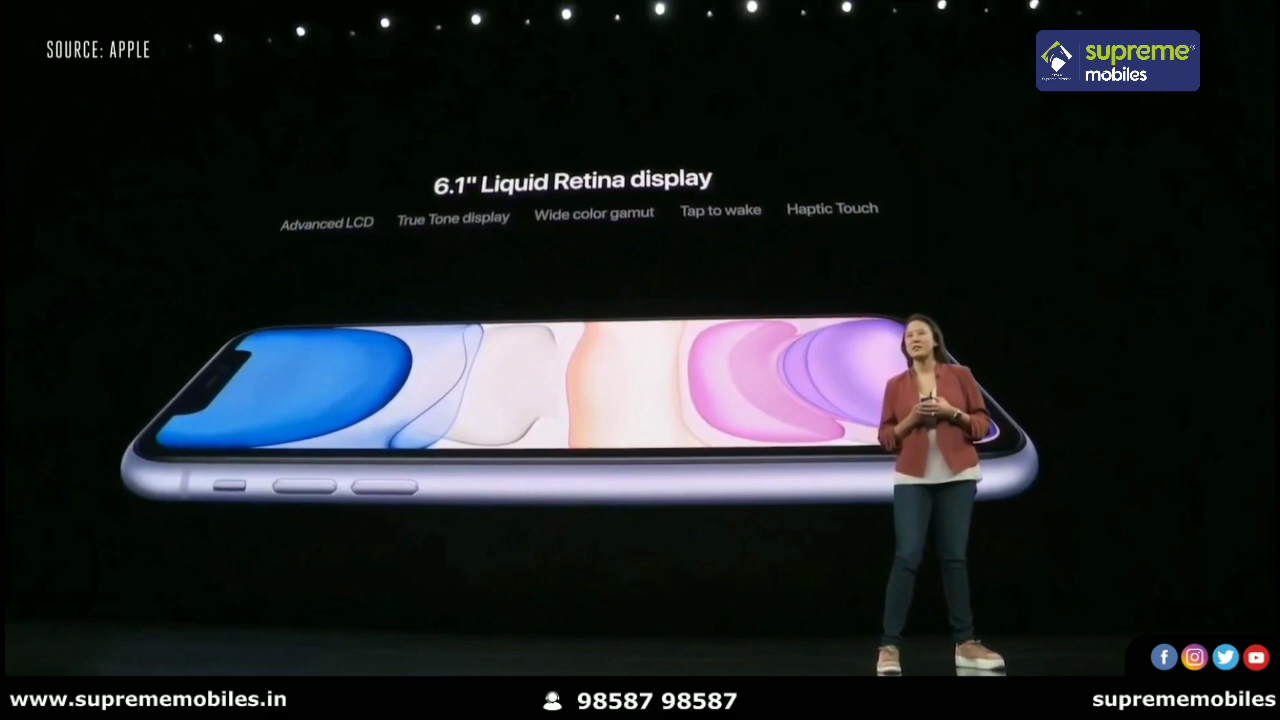 SOURCE: APPLE
supreme
mobiles
6.1" Liquid Retina display
Advanced LCD True Tone display Wide color gamut Tap to wake Haptic Touch
www.suprememobiles.in 98587 98587 suprememobiles